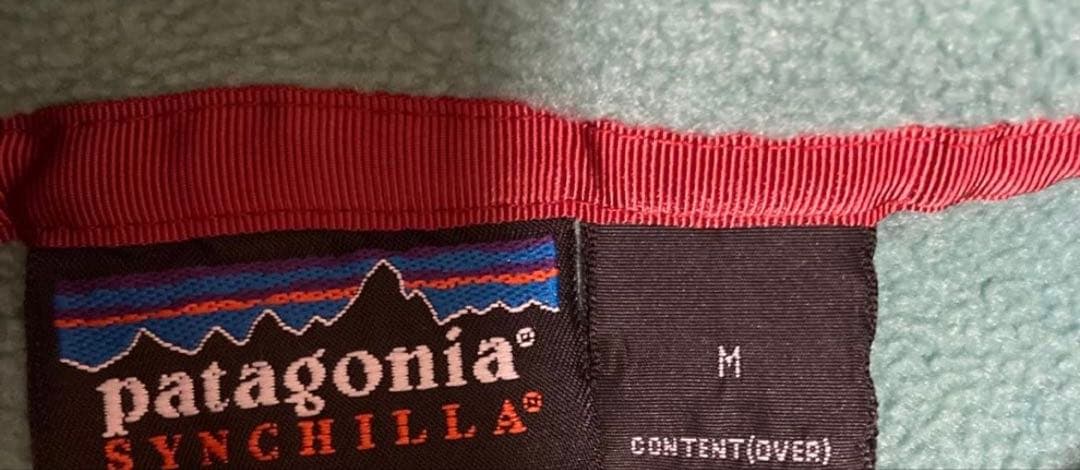 patagonia®
SYNCHILLA®
M
CONTENT(OVER)